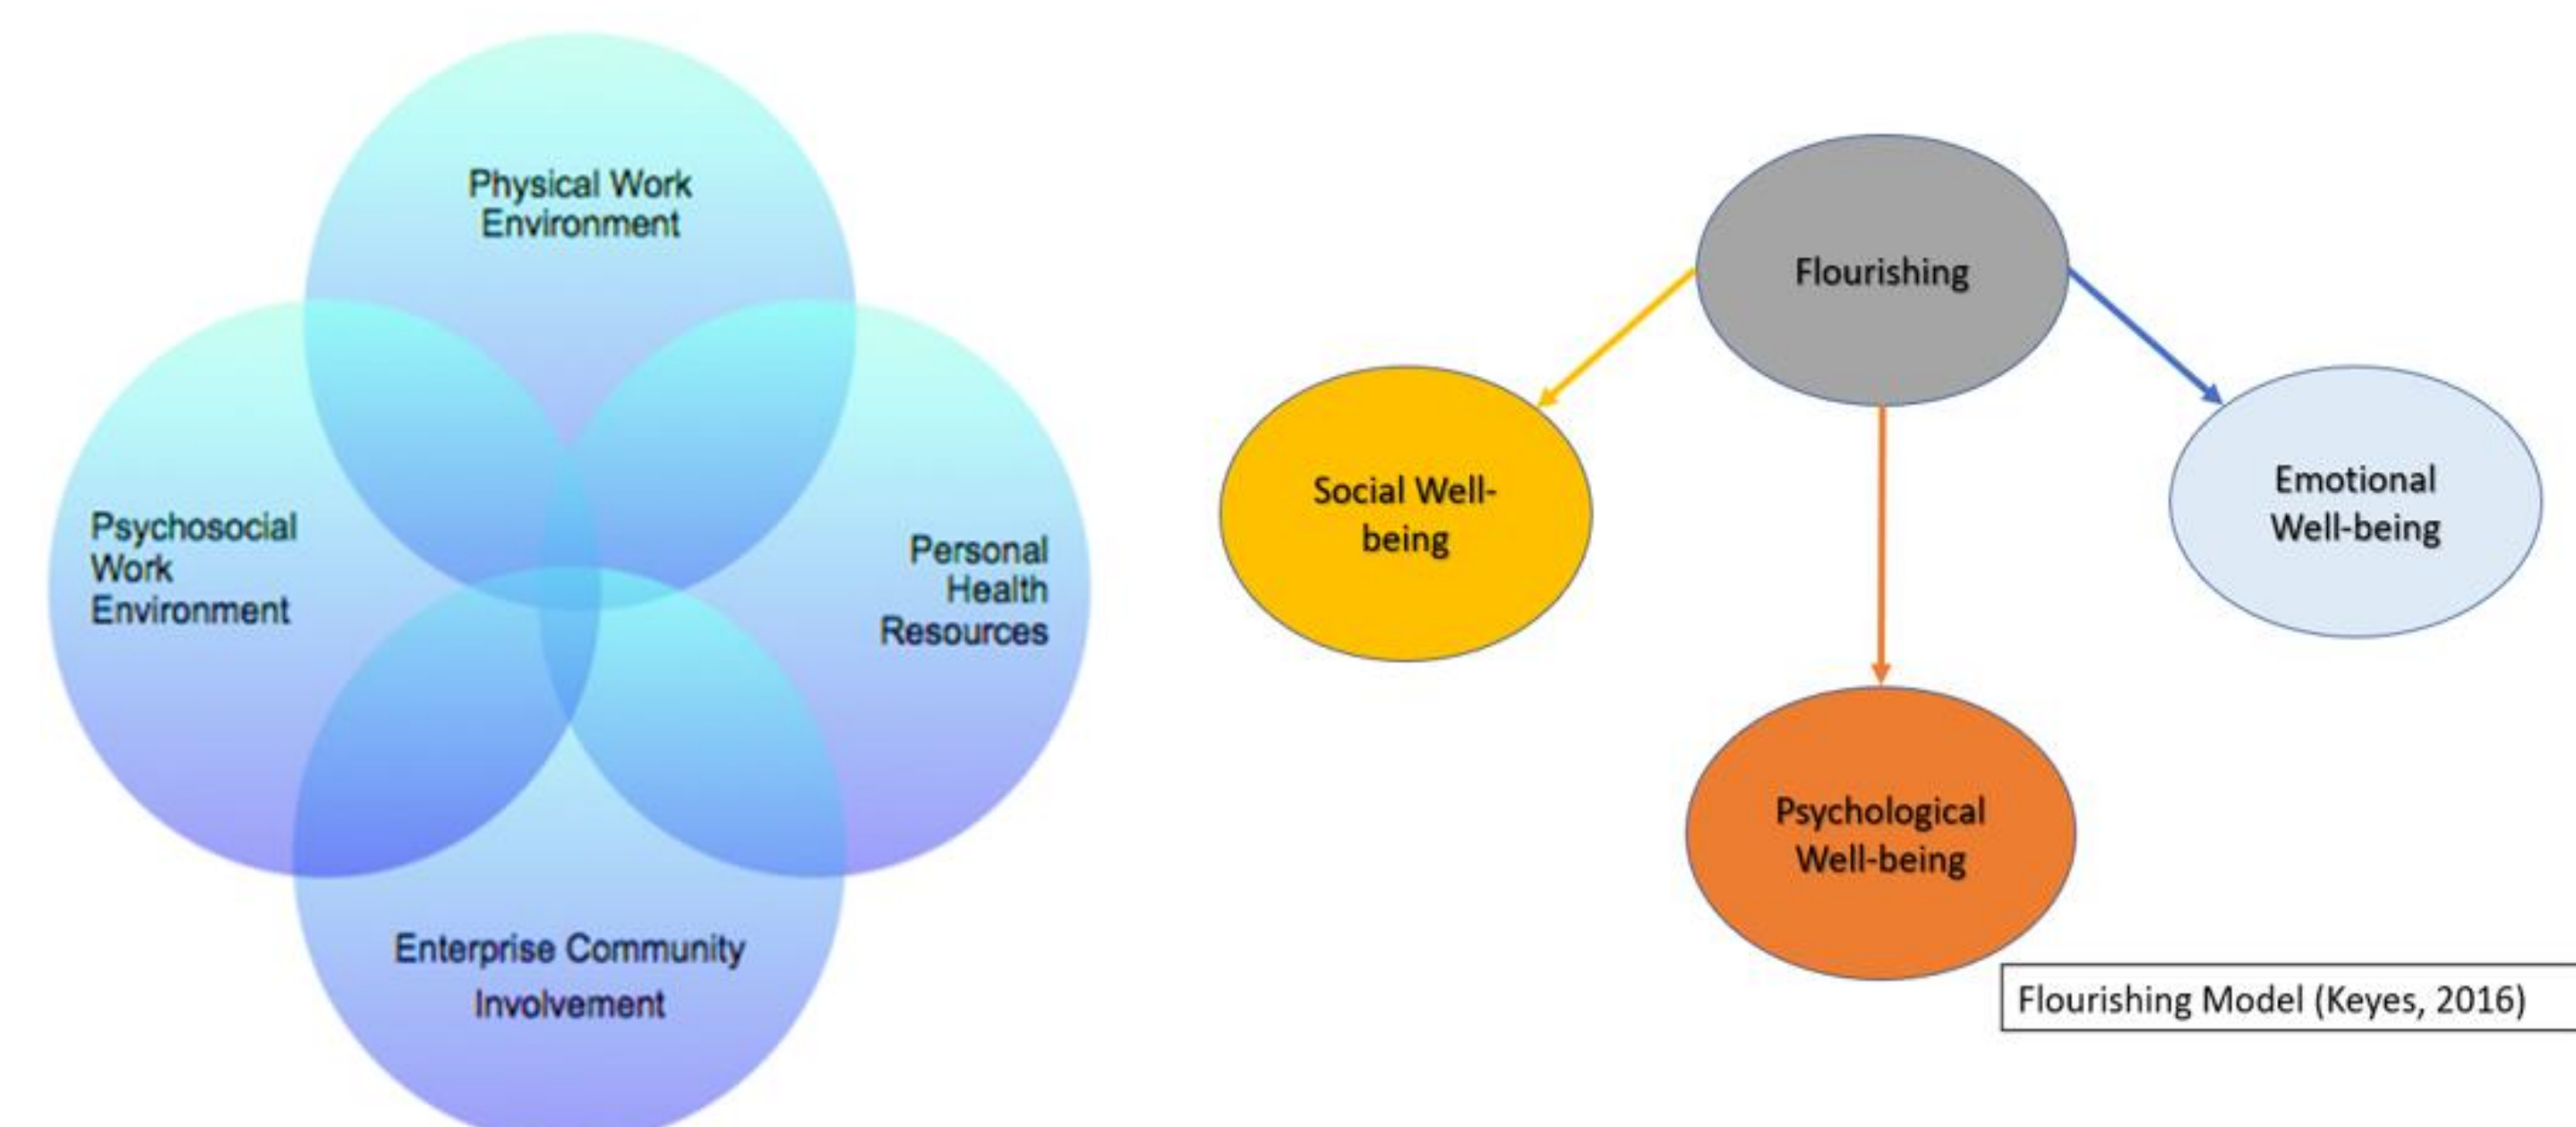 Physical Work
Environment
Psychosocial
Work
Environment
Personal
Health
Resources
Enterprise Community
Involvement
Flourishing
Social Well-
being
Emotional
Well-being
Psychological
Well-being
Flourishing Model (Keyes, 2016)